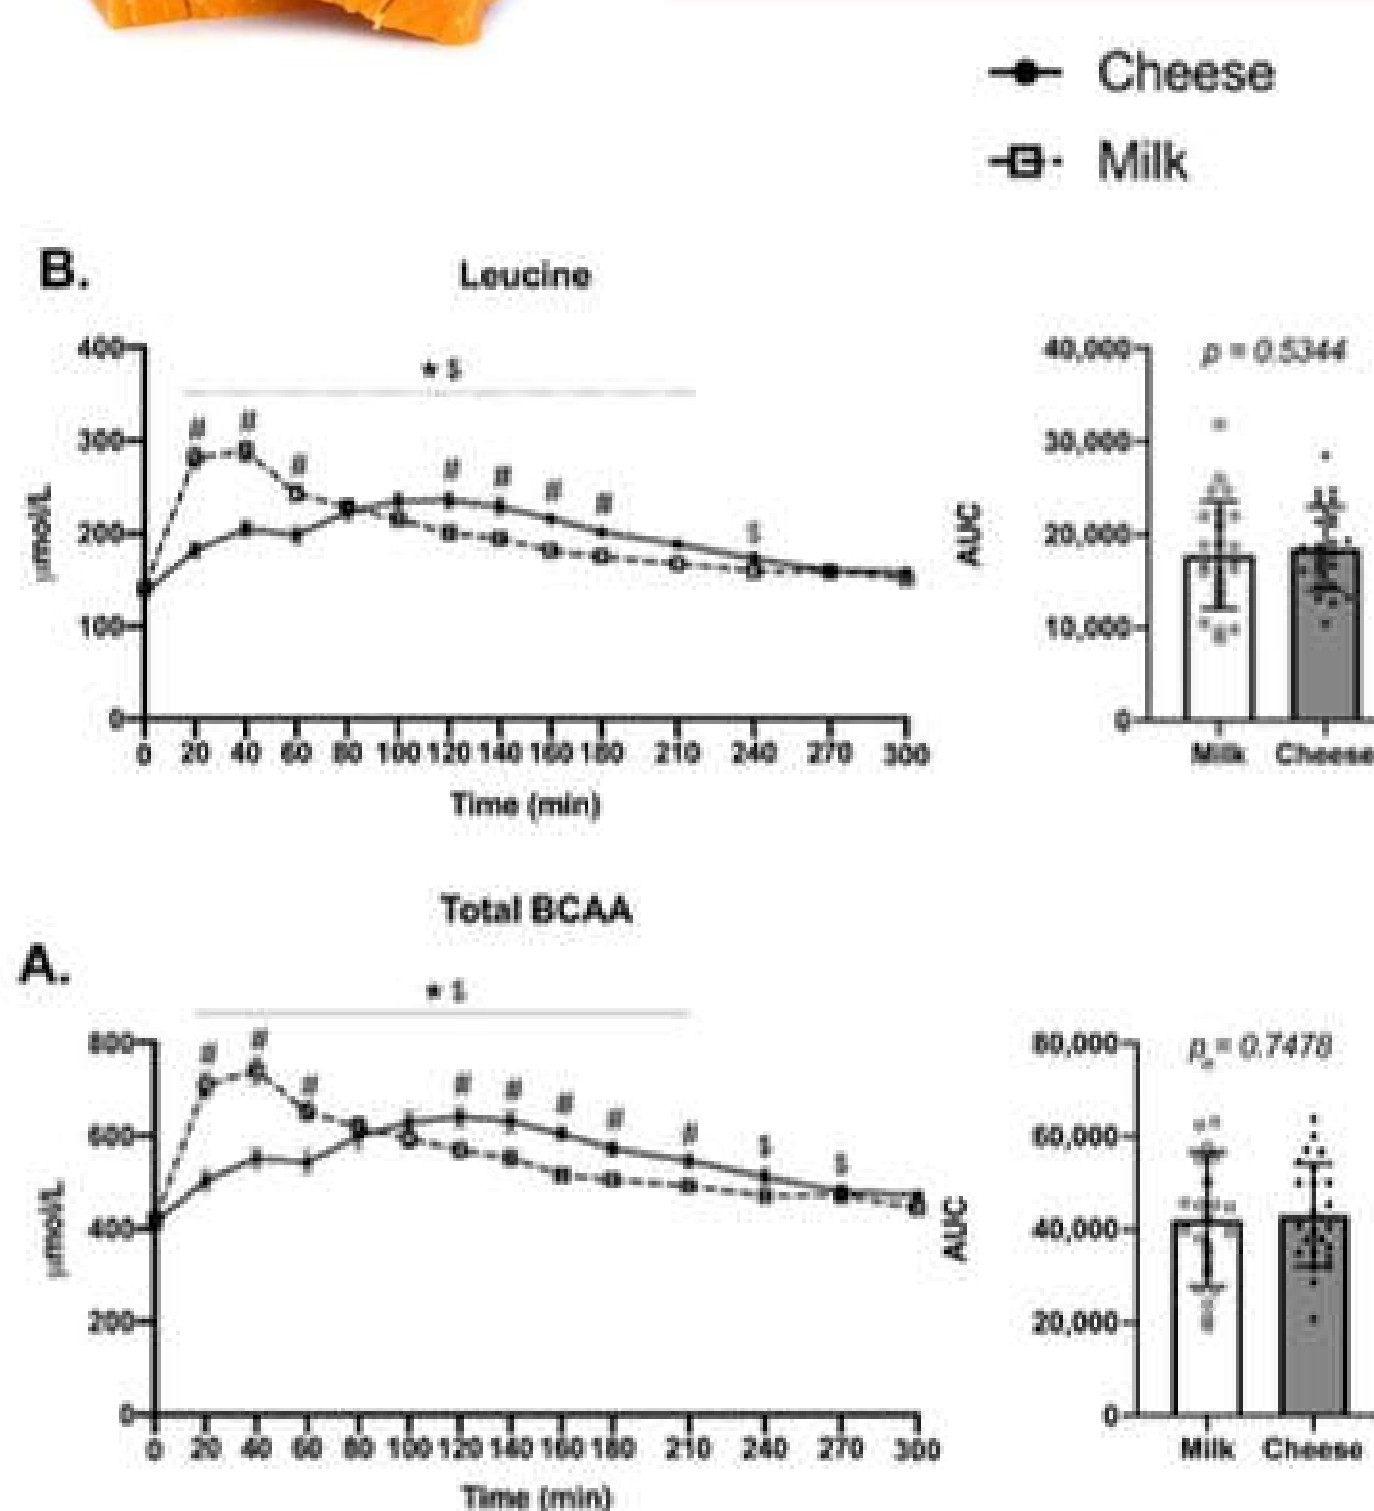 Cheese
Milk
B.
Leucine
400
300
200
100
0
μmol/L
* $
# # # # # # #
$
0 20 40 60 80 100 120 140 160 180 210 240 270 300
Time (min)
40,000
30,000
20,000
10,000
0
AUC
p = 0.5344
Milk Cheese
Total BCAA
A.
* $
800
600
400
200
0
μmol/L
# # # # # # # #
$ $
0 20 40 60 80 100 120 140 160 180 210 240 270 300
Time (min)
80,000
60,000
40,000
20,000
0
AUC
p = 0.7478
Milk Cheese